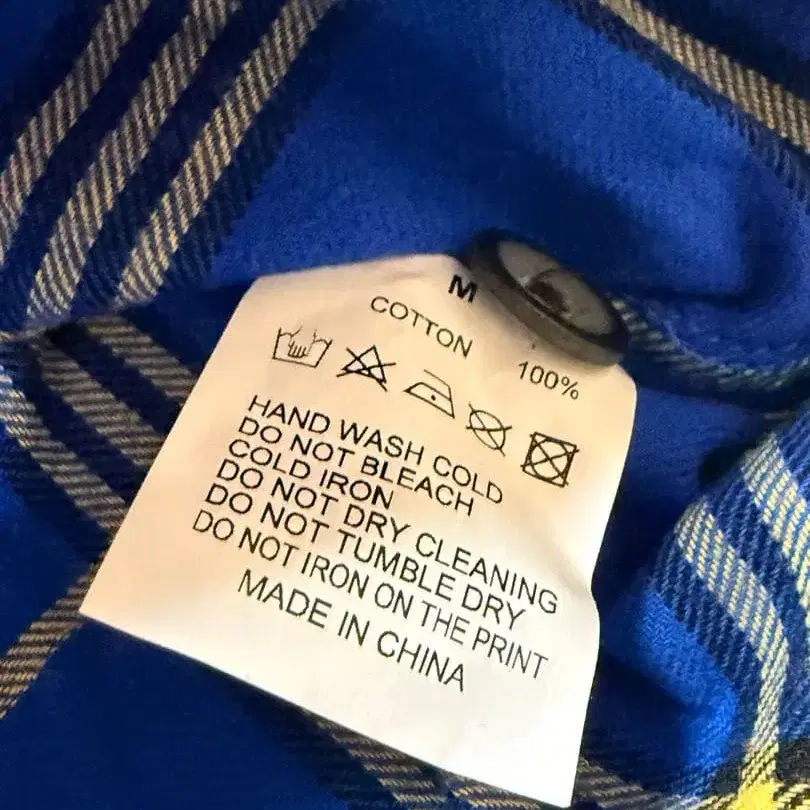 M
COTTON 100%
HAND WASH COLD
DO NOT BLEACH
COLD IRON
DO NOT DRY CLEANING
DO NOT TUMBLE DRY
DO NOT IRON ON THE PRINT
MADE IN CHINA